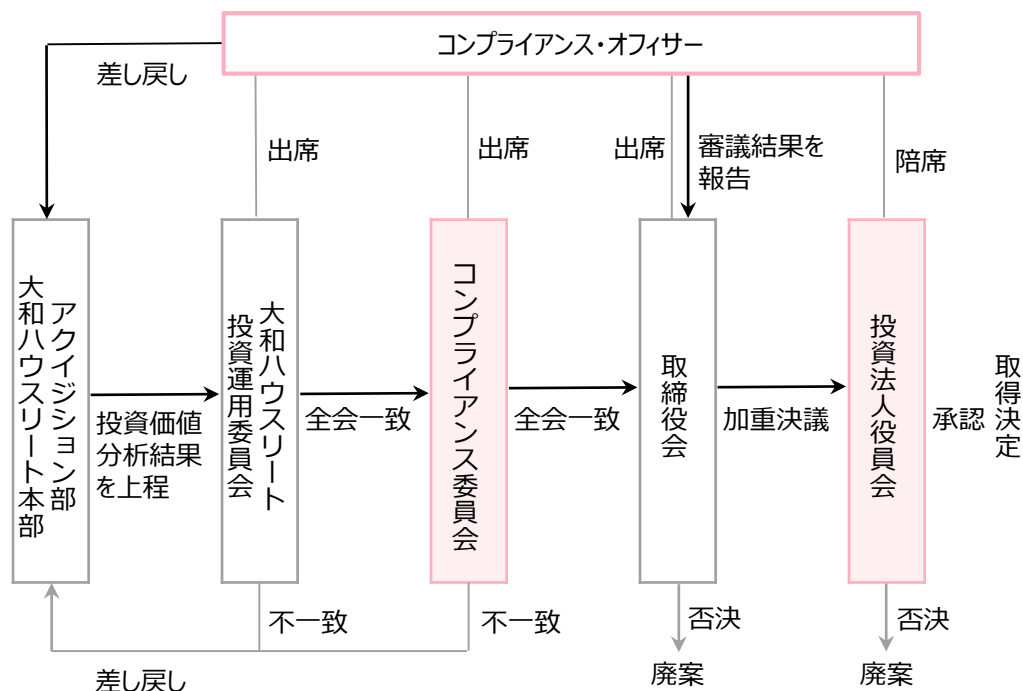 コンプライアンス・オフィサー
差し戻し
出席
出席
出席
審議結果を
報告
陪席
大和ハウスリート本部
アクイジション部
投資価値
分析結果
を上程
大和ハウスリート
投資運用委員会
全会一致
コンプライアンス委員会
全会一致
取締役会
加重決議
投資法人役員会
承認
取得決定
不一致
不一致
否決
否決
差し戻し
廃案
廃案